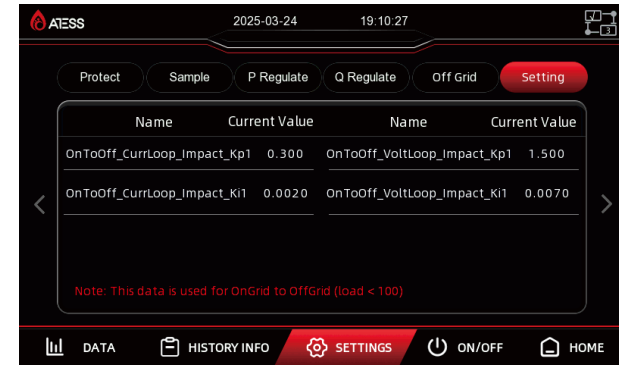 ATESS 2025-03-24 19:10:27
3
Protect Sample P Regulate Q Regulate Off Grid Setting
Name Current Value Name Current Value
OnToOff_CurrLoop_Impact_Kp1 0.300 OnToOff_VoltLoop_Impact_Kp1 1.500
OnToOff_CurrLoop_Impact_Ki1 0.0020 OnToOff_VoltLoop_Impact_Ki1 0.0070
Note: This data is used for OnGrid to OffGrid (load < 100)
DATA HISTORY INFO SETTINGS ON/OFF HOME